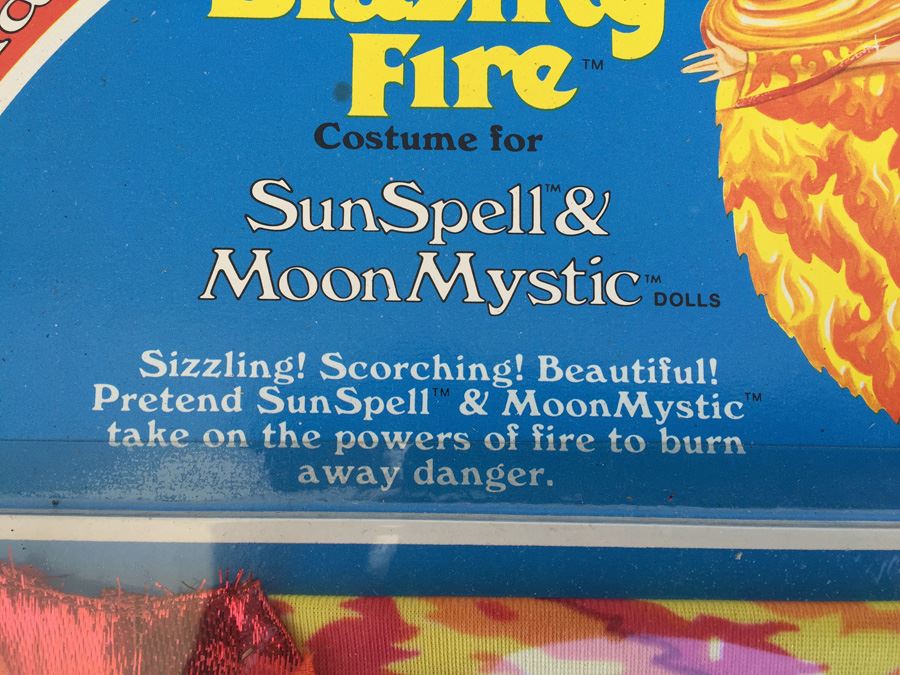 Blazing
Fire™
Costume for
SunSpell™ &
MoonMystic™ DOLLS
Sizzling! Scorching! Beautiful!
Pretend SunSpell™ & MoonMystic™
take on the powers of fire to burn
away danger.